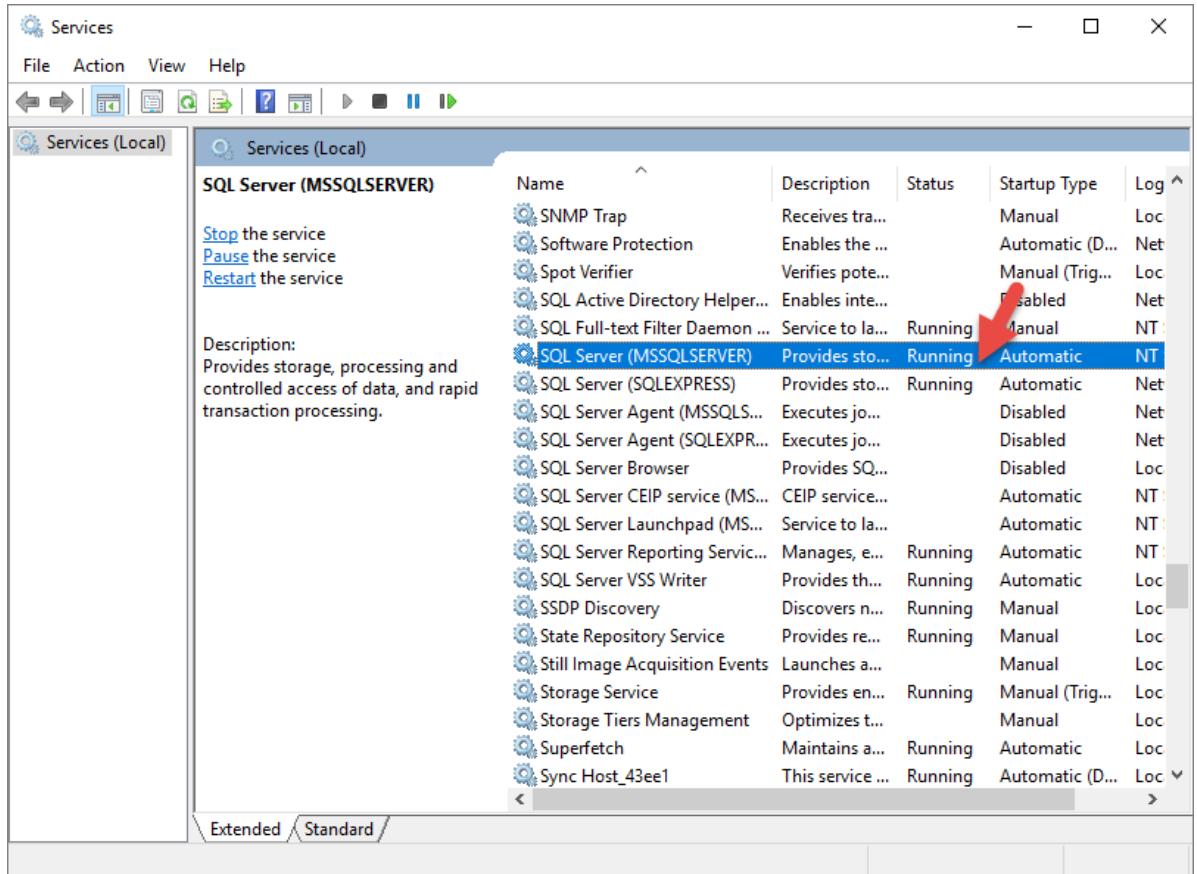 Services
File Action View Help
Services (Local)
Services (Local)
SQL Server (MSSQLSERVER)
Stop the service
Pause the service
Restart the service
Description:
Provides storage, processing and
controlled access of data, and rapid
transaction processing.
Name Description Status Startup Type Log
SNMP Trap Receives tra... Manual Loc
Software Protection Enables the ... Automatic (D... Net
Spot Verifier Verifies pote... Manual (Trig... Loc
SQL Active Directory Helper... Enables inte... Net
SQL Full-text Filter Daemon ... Service to la... Running Manual NT
SQL Server (MSSQLSERVER) Provides sto... Running Automatic NT
SQL Server (SQLEXPRESS) Provides sto... Running Automatic Net
SQL Server Agent (MSSQLS... Executes jo... Disabled Net
SQL Server Agent (SQLEXPR... Executes jo... Disabled Net
SQL Server Browser Provides SQ... Disabled Loc
SQL Server CEIP service (MS... CEIP service... Automatic NT
SQL Server Launchpad (MS... Service to la... Automatic NT
SQL Server Reporting Servic... Manages, e... Running Automatic NT
SQL Server VSS Writer Provides th... Running Automatic Loc
SSDP Discovery Discovers n... Running Manual Loc
State Repository Service Provides re... Running Manual Loc
Still Image Acquisition Events Launches a... Manual Loc
Storage Service Provides en... Running Manual (Trig... Loc
Storage Tiers Management Optimizes t... Manual Loc
Superfetch Maintains a... Running Automatic Loc
Sync Host_43ee1 This service ... Running Automatic (D... Loc
Extended Standard